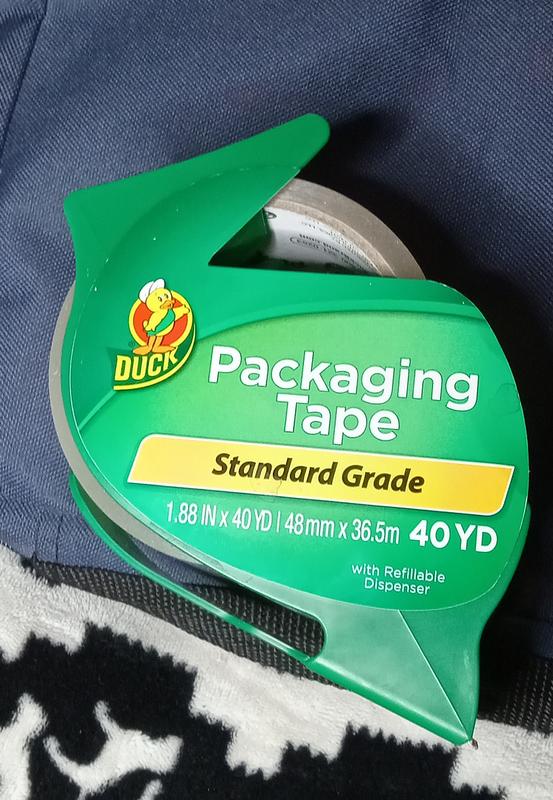 DUCK
Packaging
Tape
Standard Grade
1.88 IN x 40 YD | 48 mm x 36.5m 40 YD
with Refillable
Dispenser